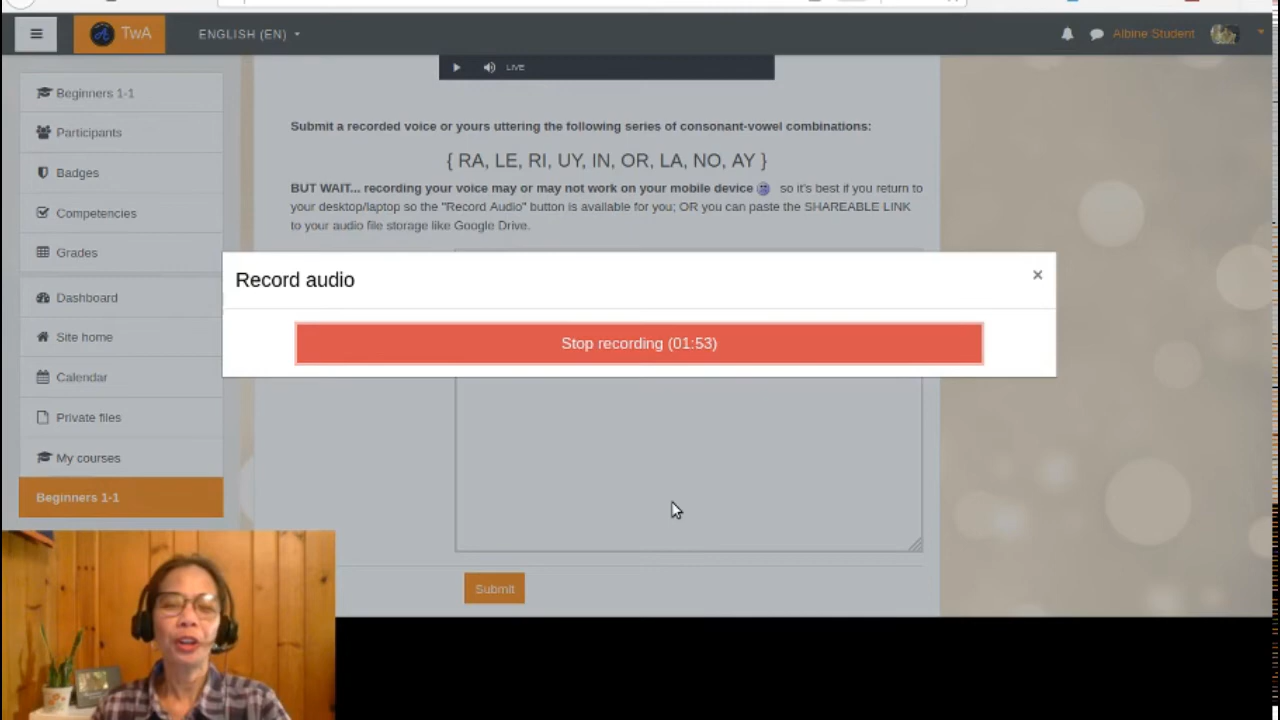 TwA
ENGLISH (EN)
Albine Student
LIVE
Beginners 1-1
Participants
Badges
Competencies
Grades
Dashboard
Site home
Calendar
Private files
My courses
Beginners 1-1
Submit a recorded voice or yours uttering the following series of consonant-vowel combinations:
{ RA, LE, RI, UY, IN, OR, LA, NO, AY }
BUT WAIT... recording your voice may or may not work on your mobile device so it's best if you return to
your desktop/laptop so the "Record Audio" button is available for you; OR you can paste the SHAREABLE LINK
to your audio file storage like Google Drive.
Record audio
×
Stop recording (01:53)
Submit